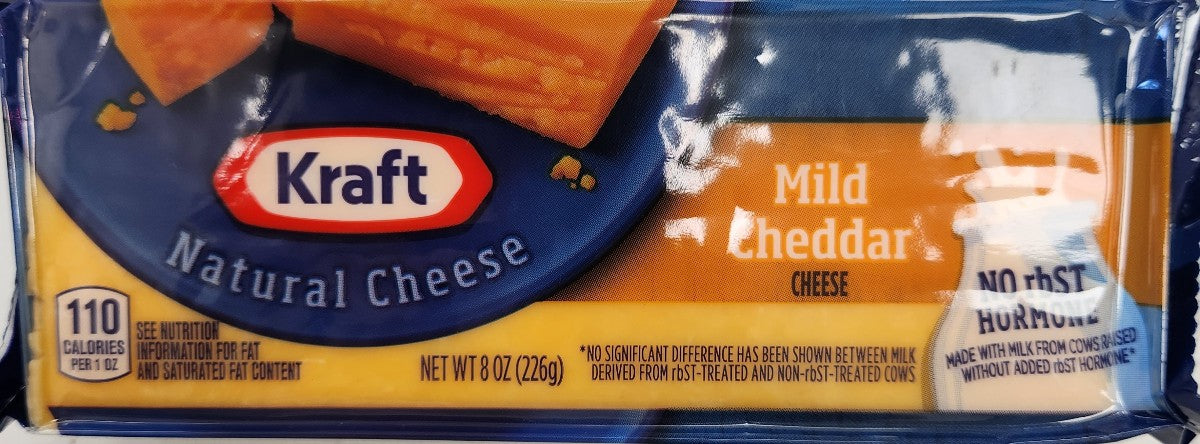 Kraft
Natural Cheese
Mild
Cheddar
CHEESE
NO rbST
HORMONE
MADE WITH MILK FROM COWS RAISED
WITHOUT ADDED rbST HORMONE*
110
CALORIES
PER 1 OZ
SEE NUTRITION
INFORMATION FOR FAT
AND SATURATED FAT CONTENT
NET WT 8 OZ (226g)
*NO SIGNIFICANT DIFFERENCE HAS BEEN SHOWN BETWEEN MILK
DERIVED FROM rbST-TREATED AND NON-rbST-TREATED COWS